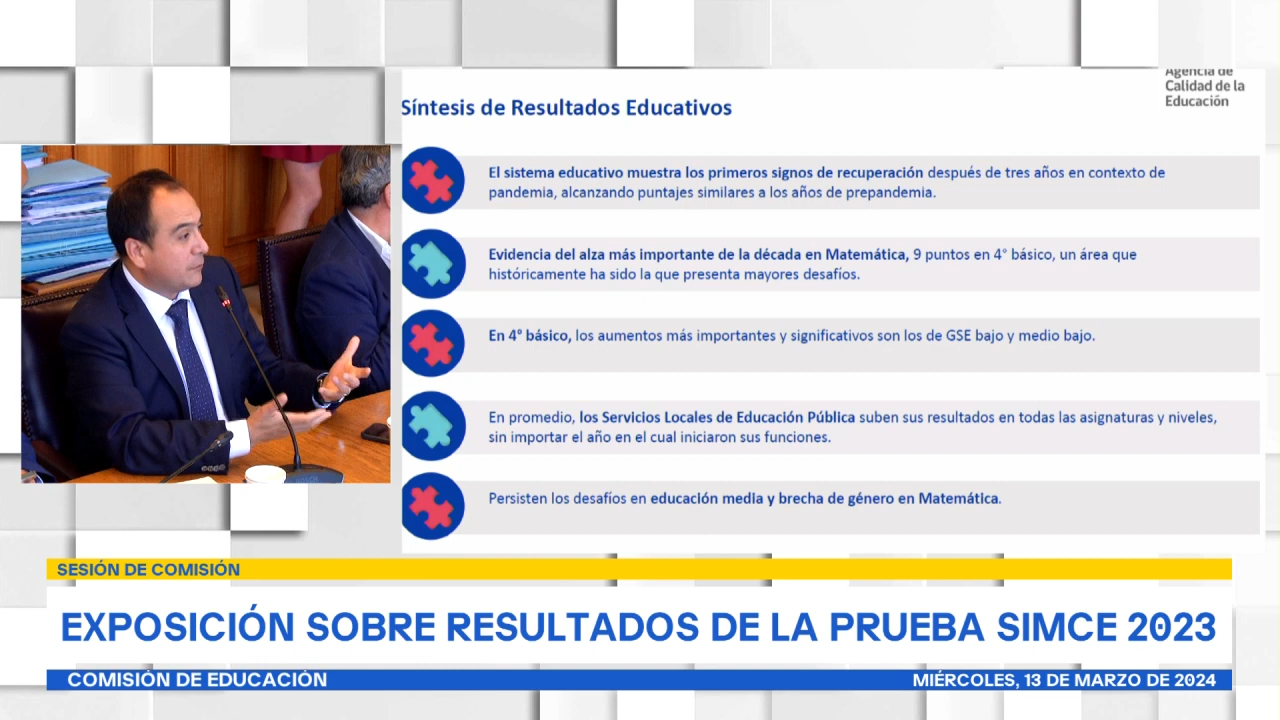 Agencia de
Calidad de la
Educación
Síntesis de Resultados Educativos
El sistema educativo muestra los primeros signos de recuperación después de tres años en contexto de
pandemia, alcanzando puntajes similares a los años de prepandemia.
Evidencia del alza más importante de la década en Matemática, 9 puntos en 4° básico, un área que
históricamente ha sido la que presenta mayores desafíos.
En 4° básico, los aumentos más importantes y significativos son los de GSE bajo y medio bajo.
En promedio, los Servicios Locales de Educación Pública suben sus resultados en todas las asignaturas y niveles,
sin importar el año en el cual iniciaron sus funciones.
Persisten los desafíos en educación media y brecha de género en Matemática.
SESIÓN DE COMISIÓN
EXPOSICIÓN SOBRE RESULTADOS DE LA PRUEBA SIMCE 2023
COMISIÓN DE EDUCACIÓN
MIÉRCOLES, 13 DE MARZO DE 2024